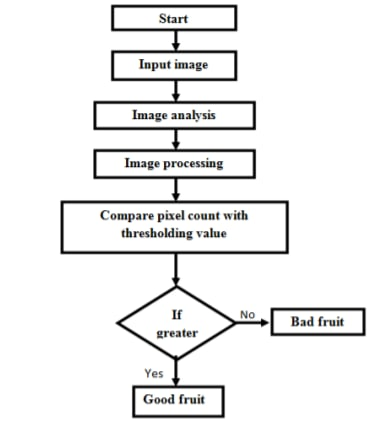 Start
Input image
Image analysis
Image processing
Compare pixel count with
thresholding value
If
greater
No
Bad fruit
Yes
Good fruit